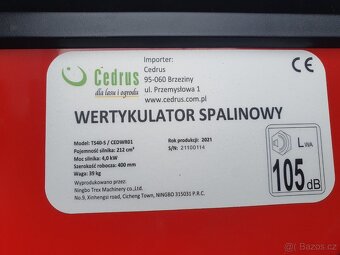 Cedrus
dla lasu i ogrodu
Importer:
Cedrus
95-060 Brzeziny
ul. Przemysłowa 1
www.cedrus.com.pl
CE
WERTYKULATOR SPALINOWY
Model: TS40-S / CEDWR01
Pojemność silnika: 212 cm³
Moc silnika: 4,0 kW
Szerokość robocza: 400 mm
Waga: 39 kg
Rok produkcji: 2021
S/N: 21100114
Wyprodukowano przez:
Ningbo Trex Machinery co.,Ltd.
No.9, Xinhengsi road, Cicheng Town, NINGBO 315031 P.R.C.
LWA
105 dB
bazos.cz